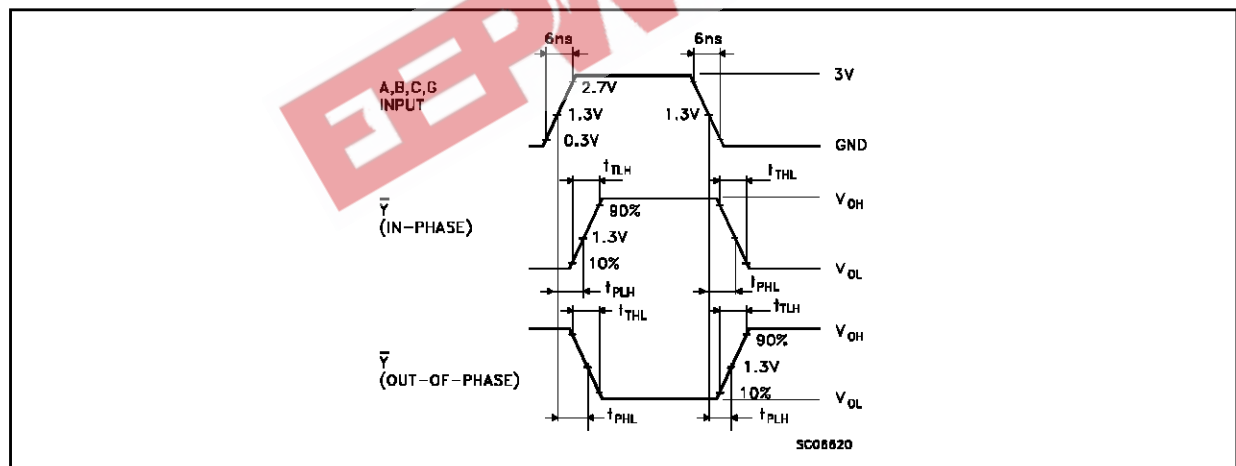 EEPW
6ns 6ns
3V
A,B,C,G
INPUT
2.7V
1.3V 1.3V
0.3V
GND
tTLH tTHL
VOH
Y
(IN-PHASE)
90%
1.3V
10%
VOL
tPLH tPHL
tTHL tTLH
VOH
90%
Y
(OUT-OF-PHASE)
1.3V
10%
VOL
tPHL tPLH
SC06620